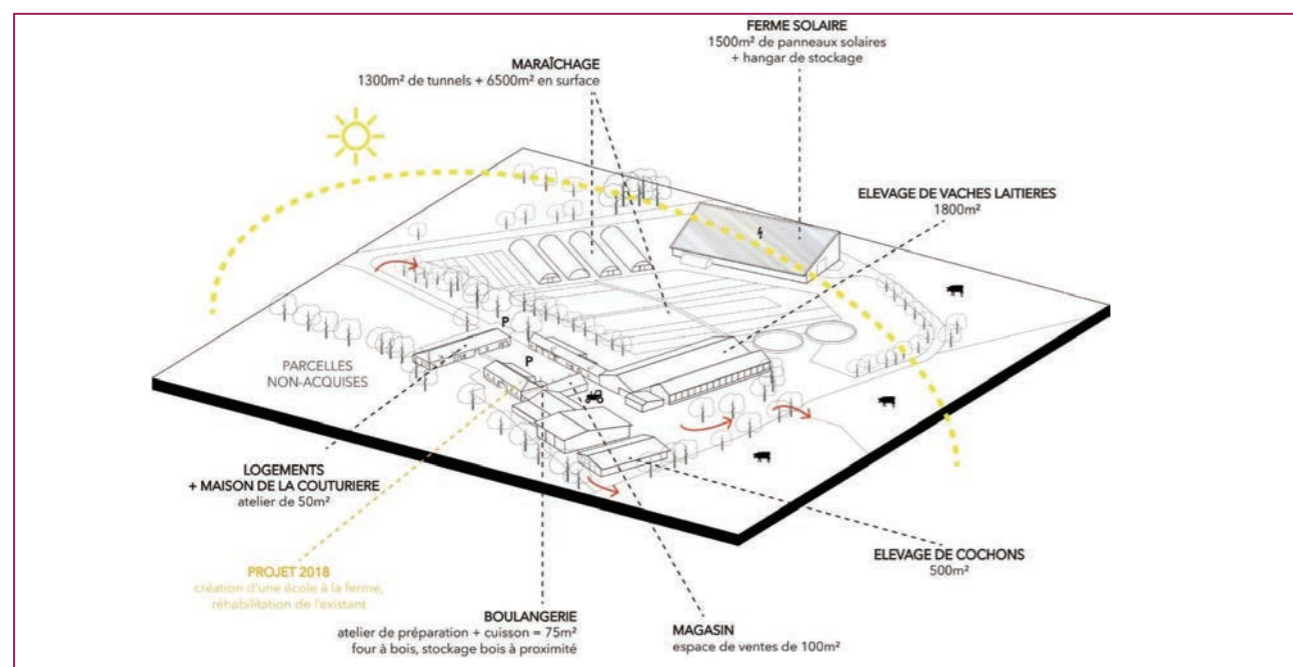 FERME SOLAIRE
1500m² de panneaux solaires
+ hangar de stockage
MARAÎCHAGE
1300m² de tunnels + 6500m² en surface
ELEVAGE DE VACHES LAITIERES
1800m²
P
P
PARCELLES
NON-ACQUISES
LOGEMENTS
+ MAISON DE LA COUTURIERE
atelier de 50m²
ELEVAGE DE COCHONS
500m²
PROJET 2018
création d'une école à la ferme,
réhabilitation de l'existant
BOULANGERIE
atelier de préparation + cuisson = 75m²
four à bois, stockage bois à proximité
MAGASIN
espace de ventes de 100m²